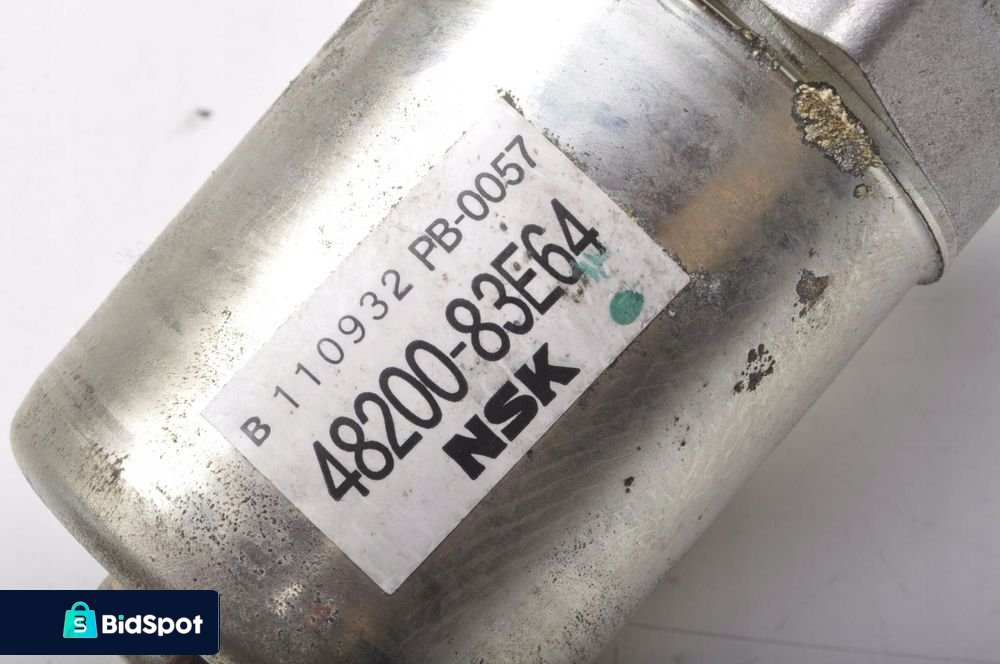 B 110932 PB-0057
48200-83E64
NSK
BidSpot